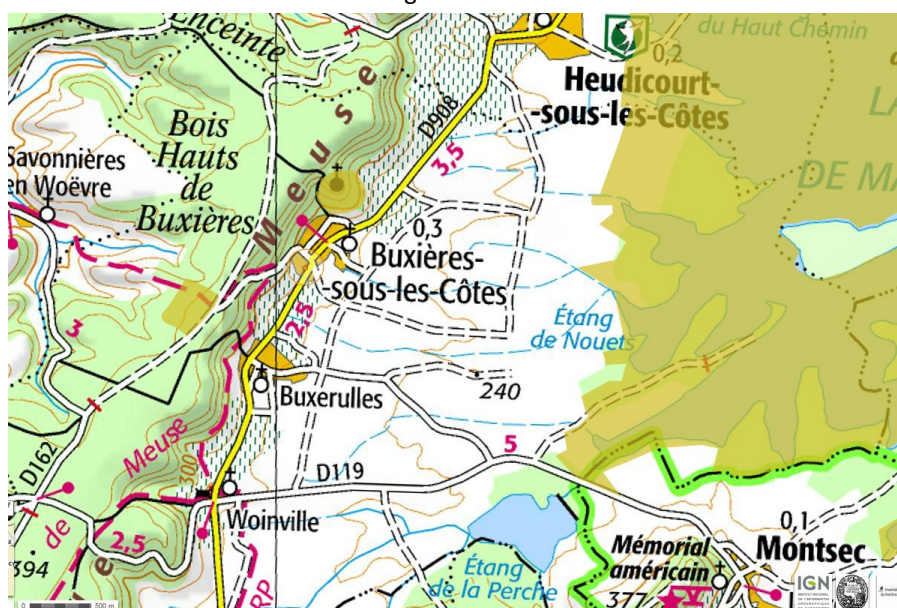 Enceinte
du Haut Chemin
0,2
Heudicourt-
-sous-les-Côtes
LA
DE MA
Bois
Hauts
de
Buxières
Savonnières
en Woëvre
Meuse
D908
3,5
0,3
Buxières-
-sous-les-Côtes
2,5
Étang
de Nouets
3
240
Buxerulles
Meuse
300
5
D119
D162
de
Woinville
2,5
394
Étang
de la Perche
0,1
Mémorial
américain
Montsec
377
IGN
0 500 m